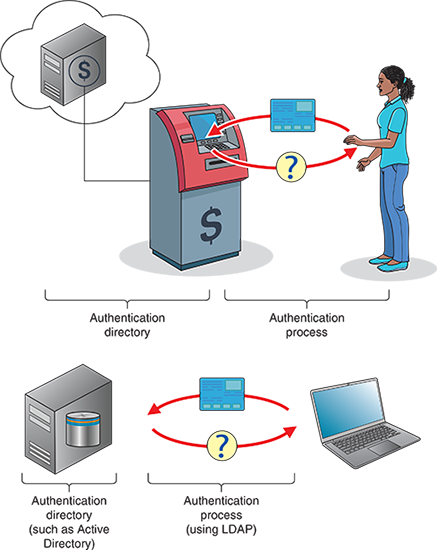 $
$
?
Authentication
directory
Authentication
process
?
Authentication
directory
(such as Active
Directory)
Authentication
process
(using LDAP)